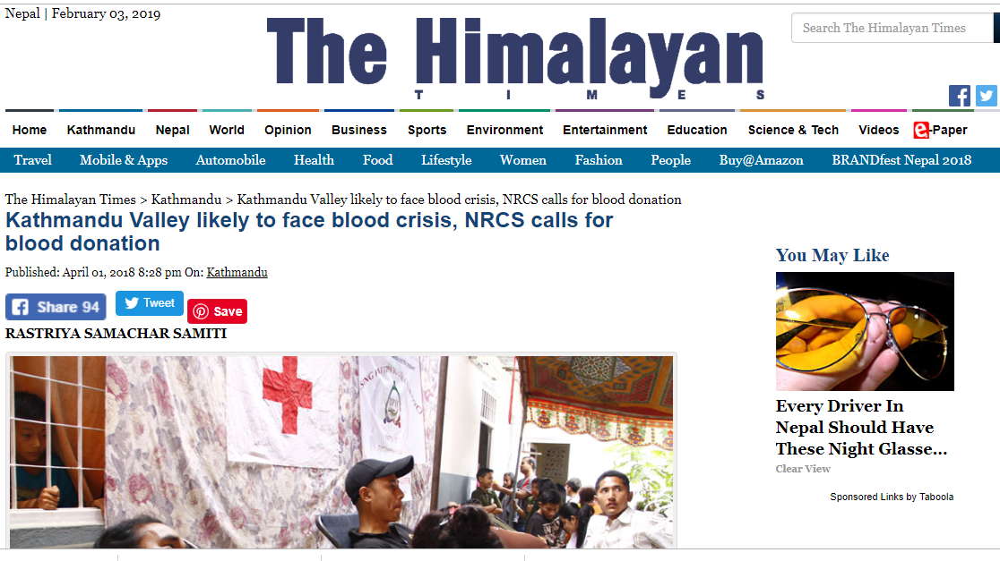 Nepal | February 03, 2019
The Himalayan
TIMES
Search The Himalayan Times
Home Kathmandu Nepal World Opinion Business Sports Environment Entertainment Education Science & Tech Videos e-Paper
Travel Mobile & Apps Automobile Health Food Lifestyle Women Fashion People Buy@Amazon BRANDfest Nepal 2018
The Himalayan Times > Kathmandu > Kathmandu Valley likely to face blood crisis, NRCS calls for blood donation
Kathmandu Valley likely to face blood crisis, NRCS calls for
blood donation
Published: April 01, 2018 8:28 pm On: Kathmandu
Share 94 Tweet Save
RASTRIYA SAMACHAR SAMITI
You May Like
Every Driver In
Nepal Should Have
These Night Glasse...
Clear View
Sponsored Links by Taboola